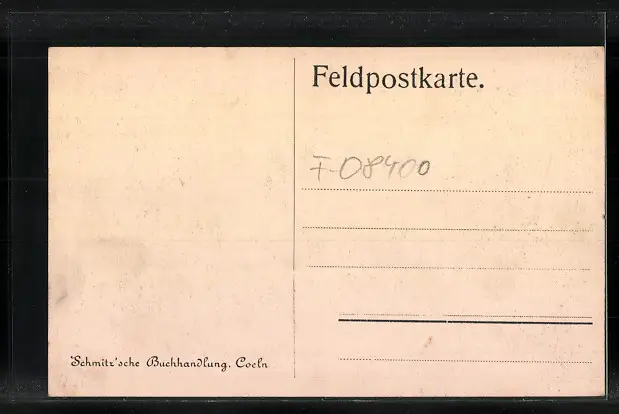 Feldpostkarte.
F-08400
Schmitz'sche Buchhandlung, Coeln